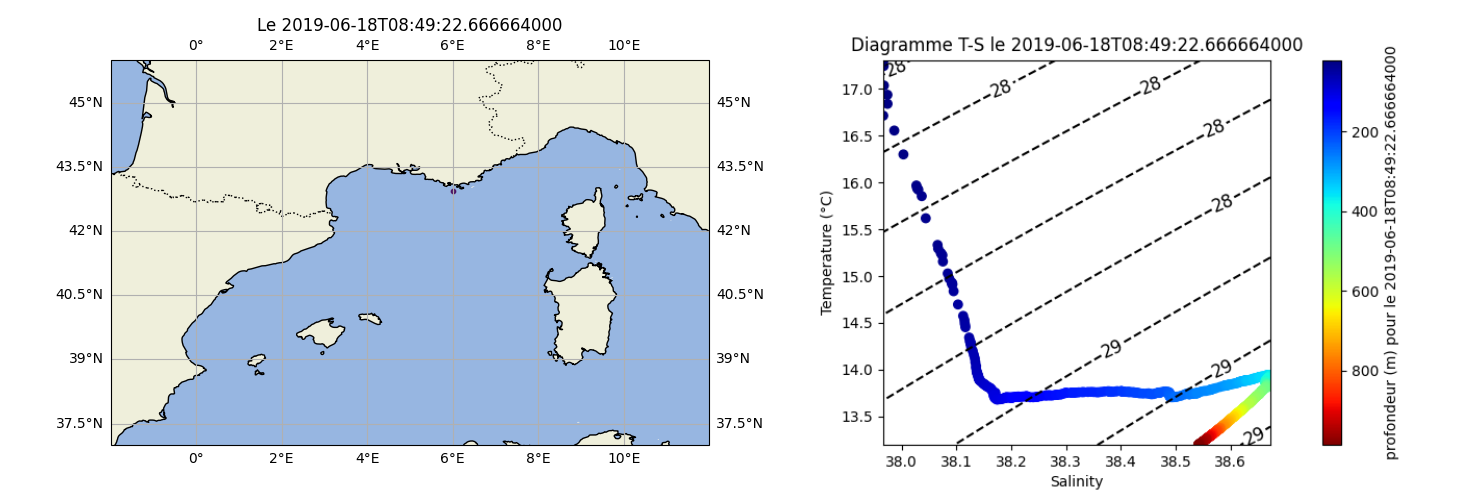 Le 2019-06-18T08:49:22.666664000
0° 2°E 4°E 6°E 8°E 10°E
45°N 45°N
43.5°N 43.5°N
42°N 42°N
40.5°N 40.5°N
39°N 39°N
37.5°N 37.5°N
0° 2°E 4°E 6°E 8°E 10°E
Diagramme T-S le 2019-06-18T08:49:22.666664000
Temperature (°C)
17.0
16.5
16.0
15.5
15.0
14.5
14.0
13.5
28
28
28
28
28
29
29
29
38.0 38.1 38.2 38.3 38.4 38.5 38.6
Salinity
200
400
600
800
profondeur (m) pour le 2019-06-18T08:49:22.666664000